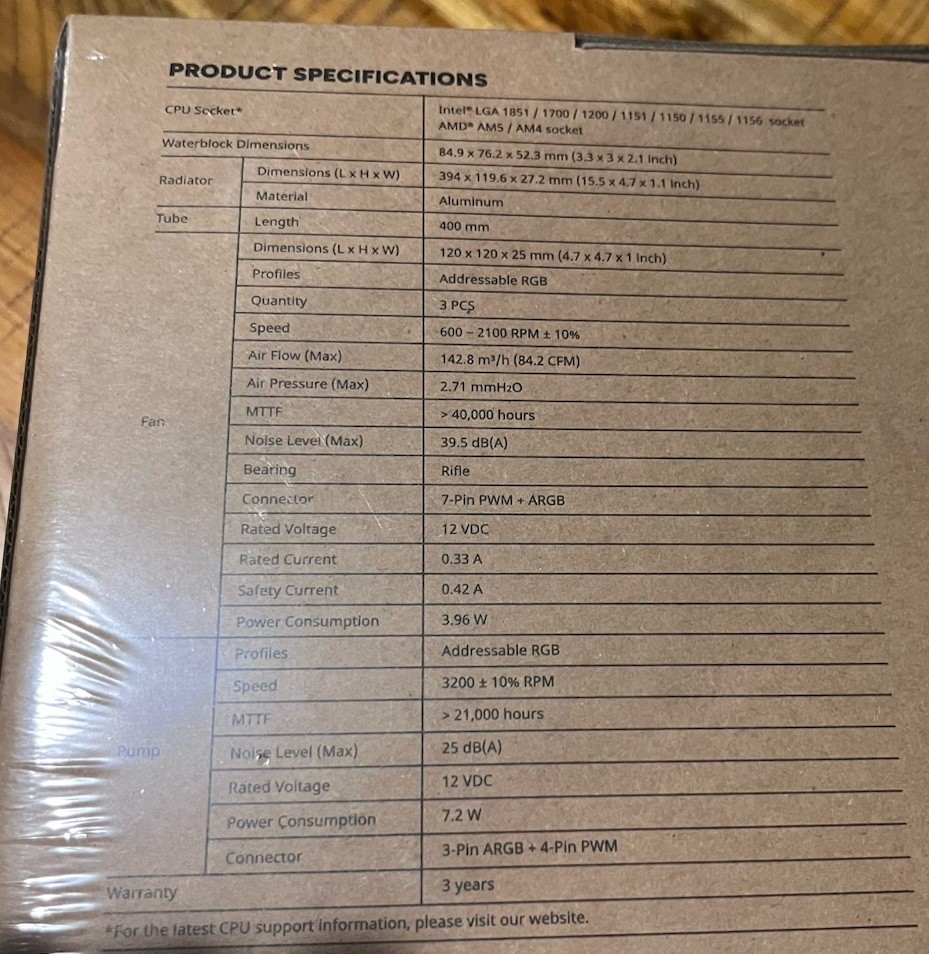 PRODUCT SPECIFICATIONS
CPU Socket* Intel® LGA 1851 / 1700 / 1200 / 1151 / 1150 / 1155 / 1156 socket
AMD® AM5 / AM4 socket
Waterblock Dimensions 84.9 x 76.2 x 52.3 mm (3.3 x 3 x 2.1 inch)
Radiator Dimensions (L x H x W) 394 x 119.6 x 27.2 mm (15.5 x 4.7 x 1.1 inch)
Material Aluminum
Tube Length 400 mm
Fan Dimensions (L x H x W) 120 x 120 x 25 mm (4.7 x 4.7 x 1 inch)
Profiles Addressable RGB
Quantity 3 PCS
Speed 600 ~ 2100 RPM ± 10%
Air Flow (Max) 142.8 m³/h (84.2 CFM)
Air Pressure (Max) 2.71 mmH₂O
MTTF > 40,000 hours
Noise Level (Max) 39.5 dB(A)
Bearing Rifle
Connector 7-Pin PWM + ARGB
Rated Voltage 12 VDC
Rated Current 0.33 A
Safety Current 0.42 A
Power Consumption 3.96 W
Pump Profiles Addressable RGB
Speed 3200 ± 10% RPM
MTTF > 21,000 hours
Noise Level (Max) 25 dB(A)
Rated Voltage 12 VDC
Power Consumption 7.2 W
Connector 3-Pin ARGB + 4-Pin PWM
Warranty 3 years
*For the latest CPU support information, please visit our website.